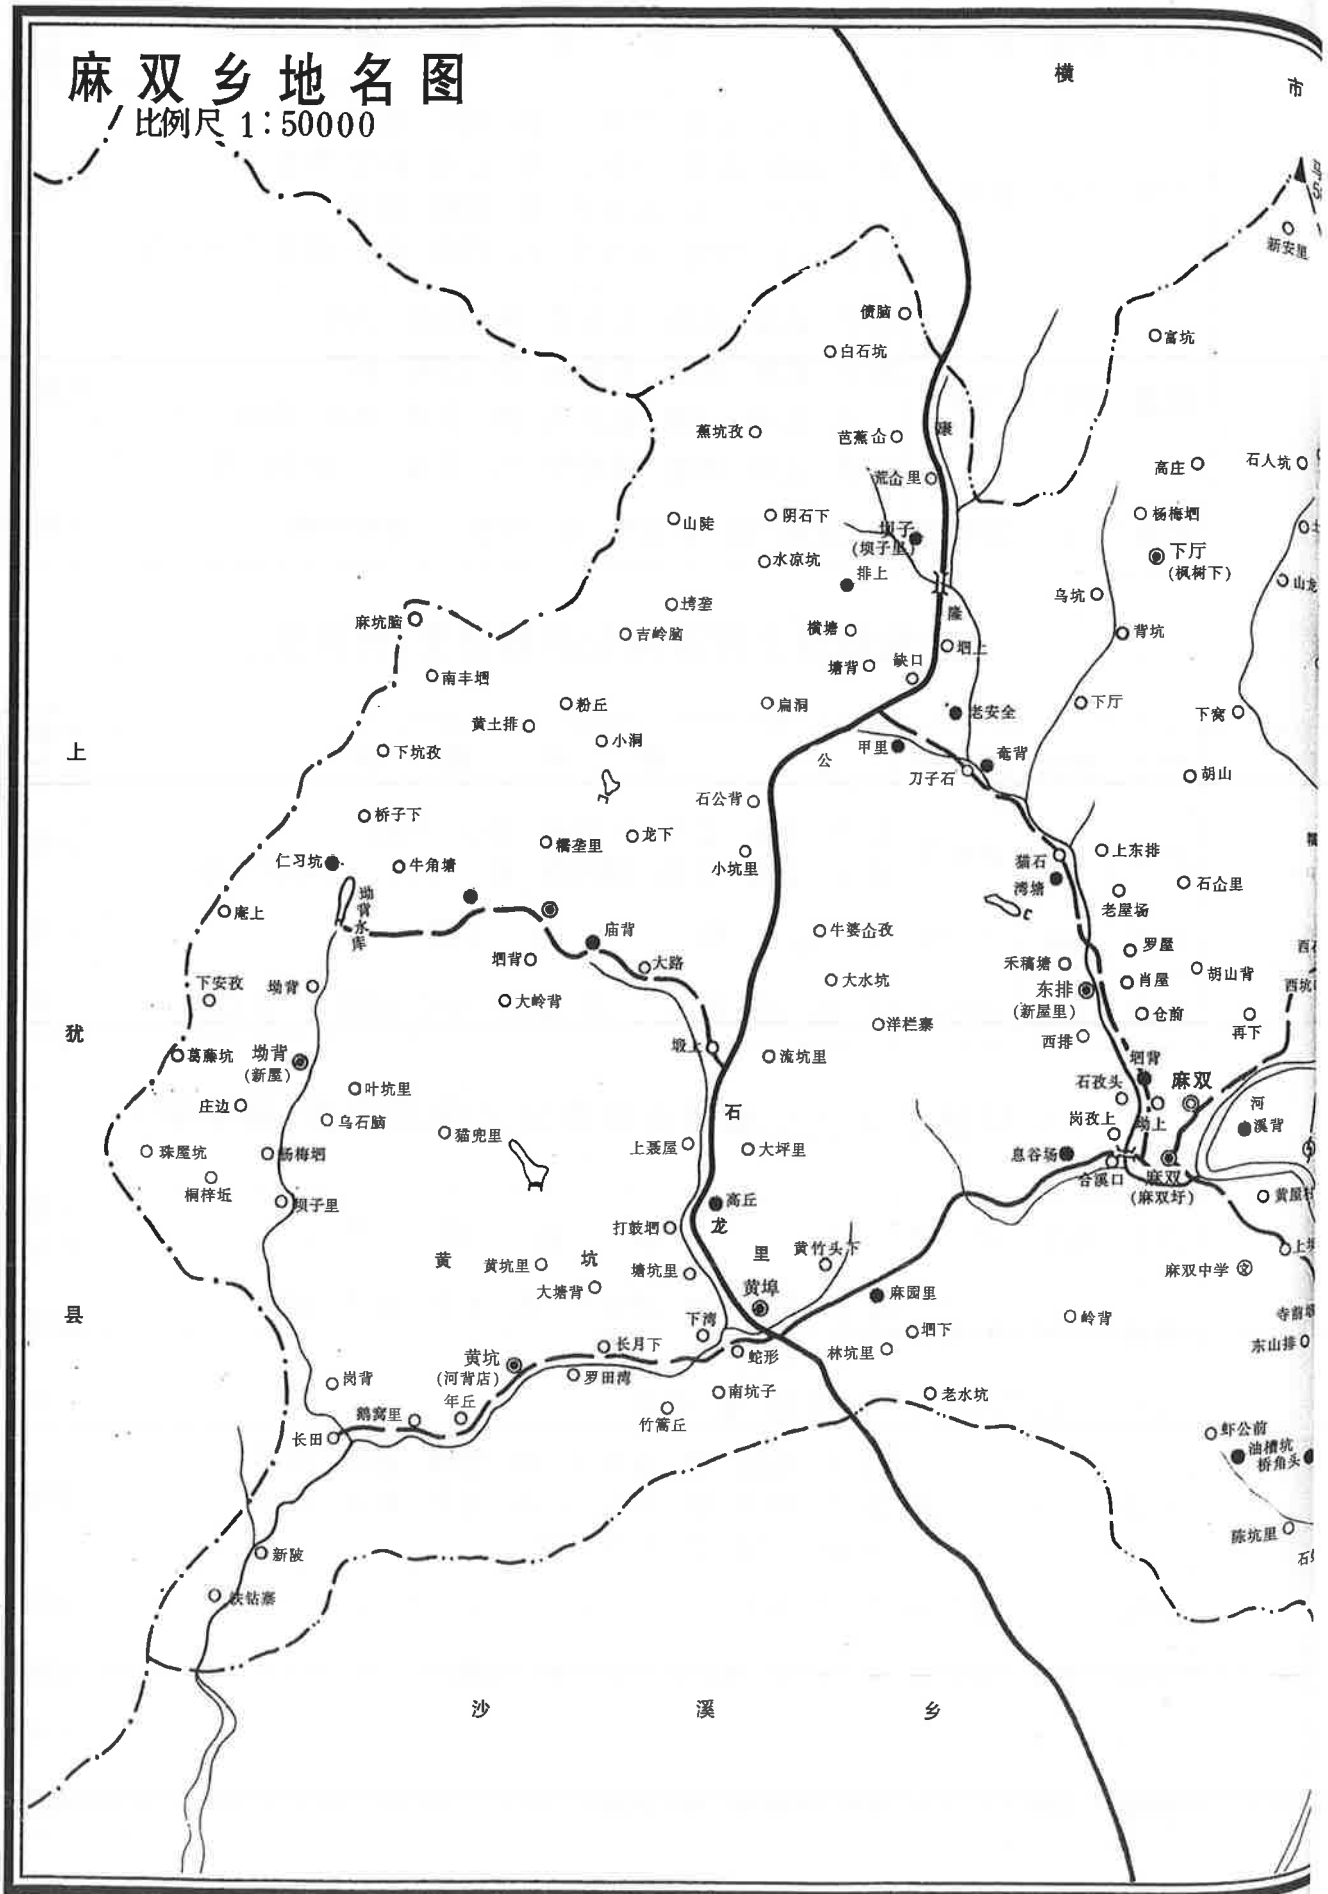 麻双乡地名图
比例尺 1:50000
横
市
新安里
债脑
白石坑
富坑
蕉坑孜
芭蕉仚
康
荒仚里
高庄
石人坑
山陡
阴石下
坝子
(坝子里)
杨梅垇
下厅
(枫树下)
水凉坑
排上
乌坑
塆垄
吉岭脑
横塘
隆
背坑
麻坑脑
塘背
缺口
垇上
南丰垇
粉丘
扁洞
老安全
下厅
下窝
黄土排
小洞
上
下坑孜
公
甲里
奄背
刀子石
胡山
桥子下
石公背
糯垄里
龙下
小坑里
猫石
上东排
仁习坑
牛角塘
湾塘
石仚里
老屋场
坳背水库
庵上
庙背
牛婆仚孜
罗屋
垇背
大路
禾稿塘
胡山背
下安孜
坳背
大水坑
东排
(新屋里)
肖屋
大岭背
洋栏寨
仓前
再下
犹
西排
葛藤坑
坳背
(新屋)
塅上
流坑里
垇背
石孜头
麻双
叶坑里
庄边
乌石脑
石
岗孜上
坳上
河
溪背
猫兜里
上聂屋
大坪里
珠屋坑
杨梅垇
息谷场
合溪口
麻双
(麻双圩)
桐梓坵
坝子里
高丘
打鼓垇
龙
黄
坑
里
黄竹头下
黄坑里
塘坑里
大塘背
麻双中学
县
黄埠
麻园里
岭背
下湾
垇下
东山排
长月下
黄坑
(河背店)
蛇形
林坑里
岗背
罗田湾
南坑子
老水坑
年丘
鹅窝里
竹篙丘
虾公前
长田
油槽坑
桥角头
陈坑里
新陂
铁钻寨
沙
溪
乡